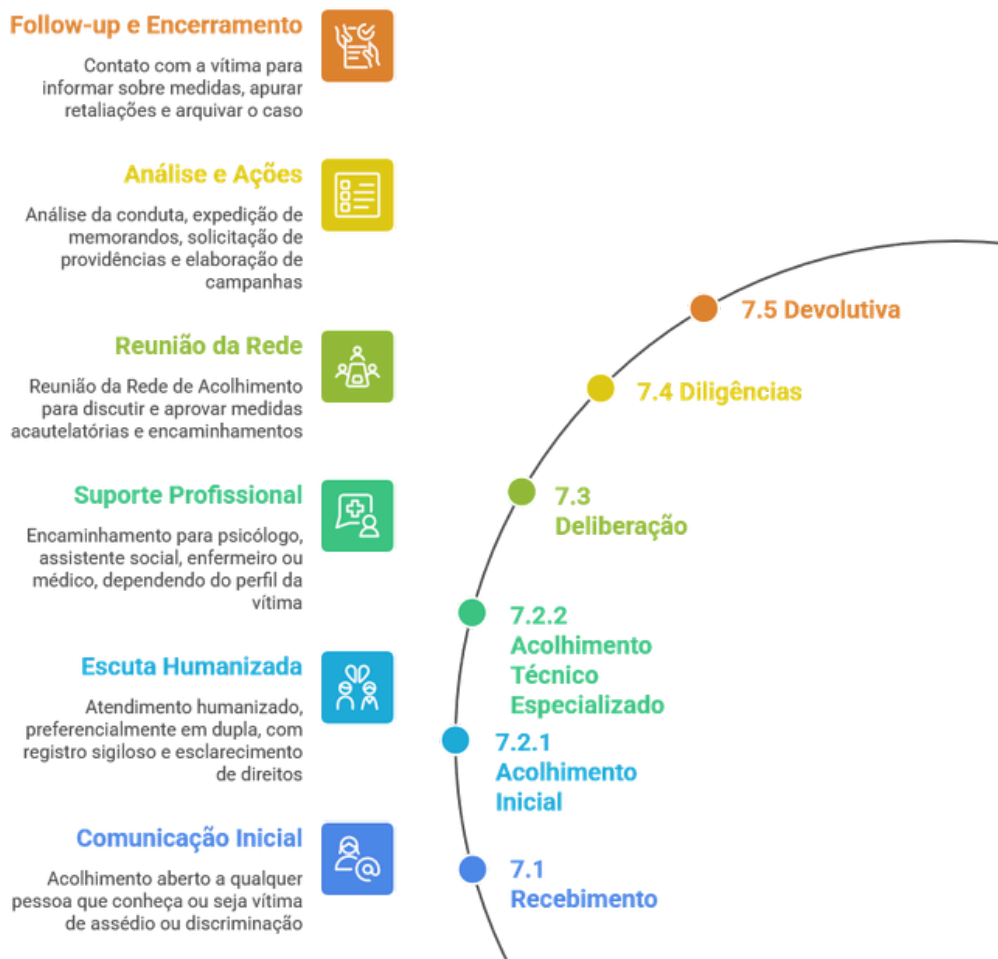 Follow-up e Encerramento
Contato com a vítima para
informar sobre medidas, apurar
retaliações e arquivar o caso
Análise e Ações
Análise da conduta, expedição de
memorandos, solicitação de
providências e elaboração de
campanhas
7.5 Devolutiva
Reunião da Rede
Reunião da Rede de Acolhimento
para discutir e aprovar medidas
acautelatórias e encaminhamentos
7.4 Diligências
Suporte Profissional
Encaminhamento para psicólogo,
assistente social, enfermeiro ou
médico, dependendo do perfil da
vítima
7.3
Deliberação
Escuta Humanizada
Atendimento humanizado,
preferencialmente em dupla, com
registro sigiloso e esclarecimento
de direitos
7.2.2
Acolhimento
Técnico
Especializado
7.2.1
Acolhimento
Inicial
Comunicação Inicial
Acolhimento aberto a qualquer
pessoa que conheça ou seja vítima
de assédio ou discriminação
7.1
Recebimento